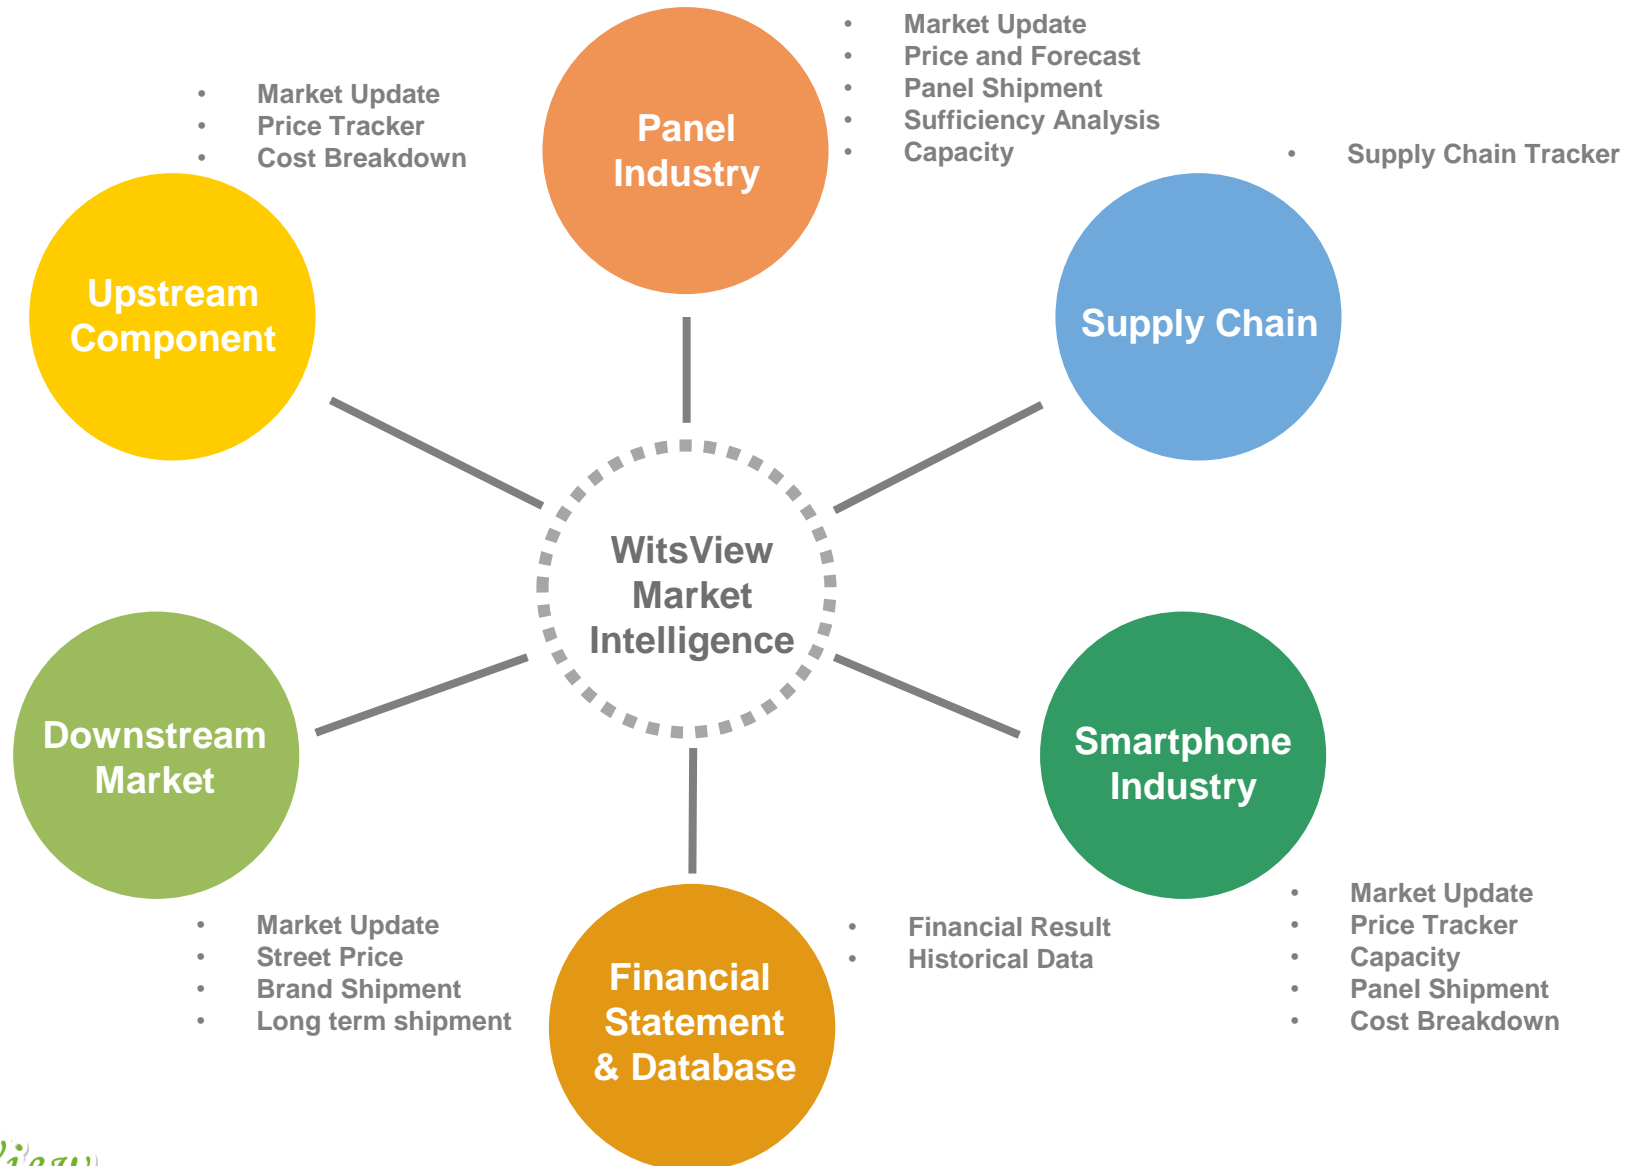 • Market Update
• Price and Forecast
• Panel Shipment
• Sufficiency Analysis
• Capacity
Panel
Industry
• Market Update
• Price Tracker
• Cost Breakdown
Upstream
Component
• Supply Chain Tracker
Supply Chain
WitsView
Market
Intelligence
Downstream
Market
• Market Update
• Street Price
• Brand Shipment
• Long term shipment
Smartphone
Industry
• Market Update
• Price Tracker
• Capacity
• Panel Shipment
• Cost Breakdown
Financial
Statement
& Database
• Financial Result
• Historical Data